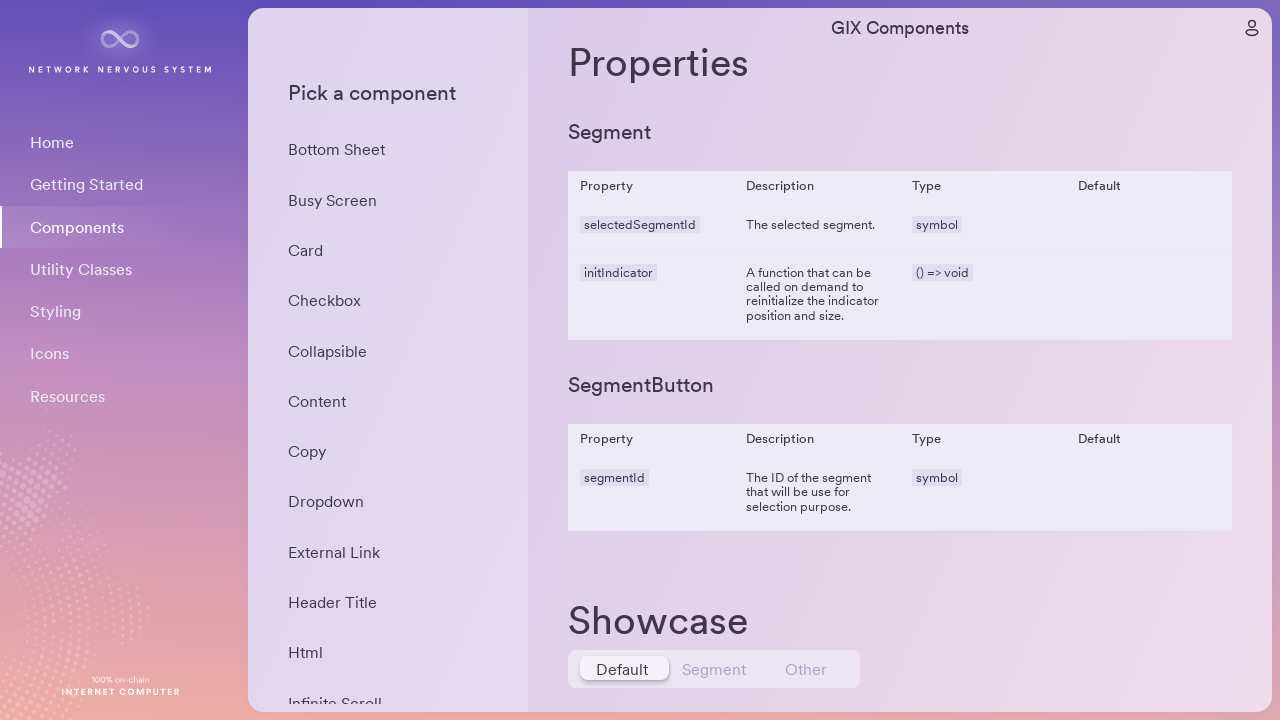 NETWORK NERVOUS SYSTEM
Home
Getting Started
Components
Utility Classes
Styling
Icons
Resources
100% on-chain
INTERNET COMPUTER
Pick a component
Bottom Sheet
Busy Screen
Card
Checkbox
Collapsible
Content
Copy
Dropdown
External Link
Header Title
Html
Infinite Scroll
GIX Components
Properties
Segment
Property Description Type Default
selectedSegmentId The selected segment. symbol
initIndicator A function that can be () => void
called on demand to
reinitialize the indicator
position and size.
SegmentButton
Property Description Type Default
segmentId The ID of the segment symbol
that will be use for
selection purpose.
Showcase
Default Segment Other